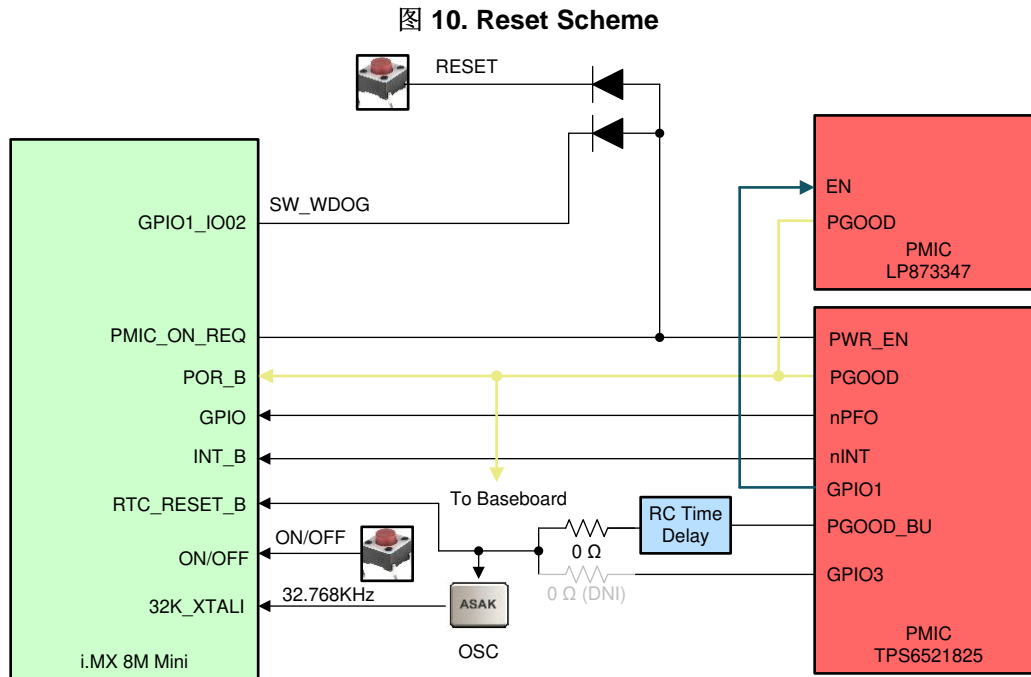 图 10. Reset Scheme
RESET
GPIO1_IO02
SW_WDOG
EN
PGOOD
PMIC
LP873347
PMIC_ON_REQ
PWR_EN
POR_B
PGOOD
GPIO
nPFO
INT_B
nINT
GPIO1
RTC_RESET_B
To Baseboard
RC Time
Delay
PGOOD_BU
0 Ω
ON/OFF
ON/OFF
GPIO3
0 Ω (DNI)
32K_XTALI
32.768KHz
ASAK
OSC
i.MX 8M Mini
PMIC
TPS6521825